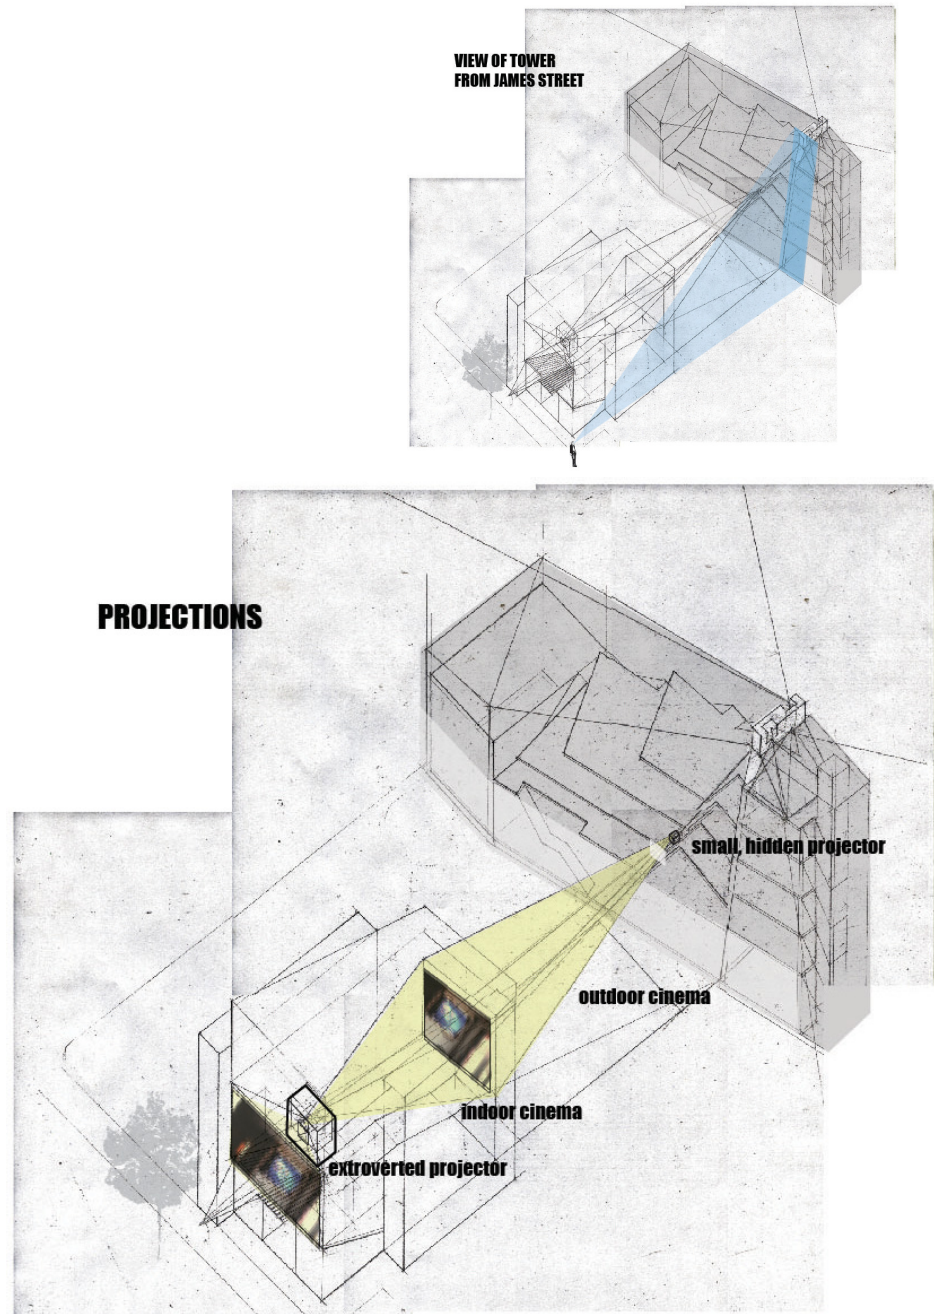 VIEW OF TOWER
FROM JAMES STREET
PROJECTIONS
small, hidden projector
outdoor cinema
indoor cinema
extroverted projector